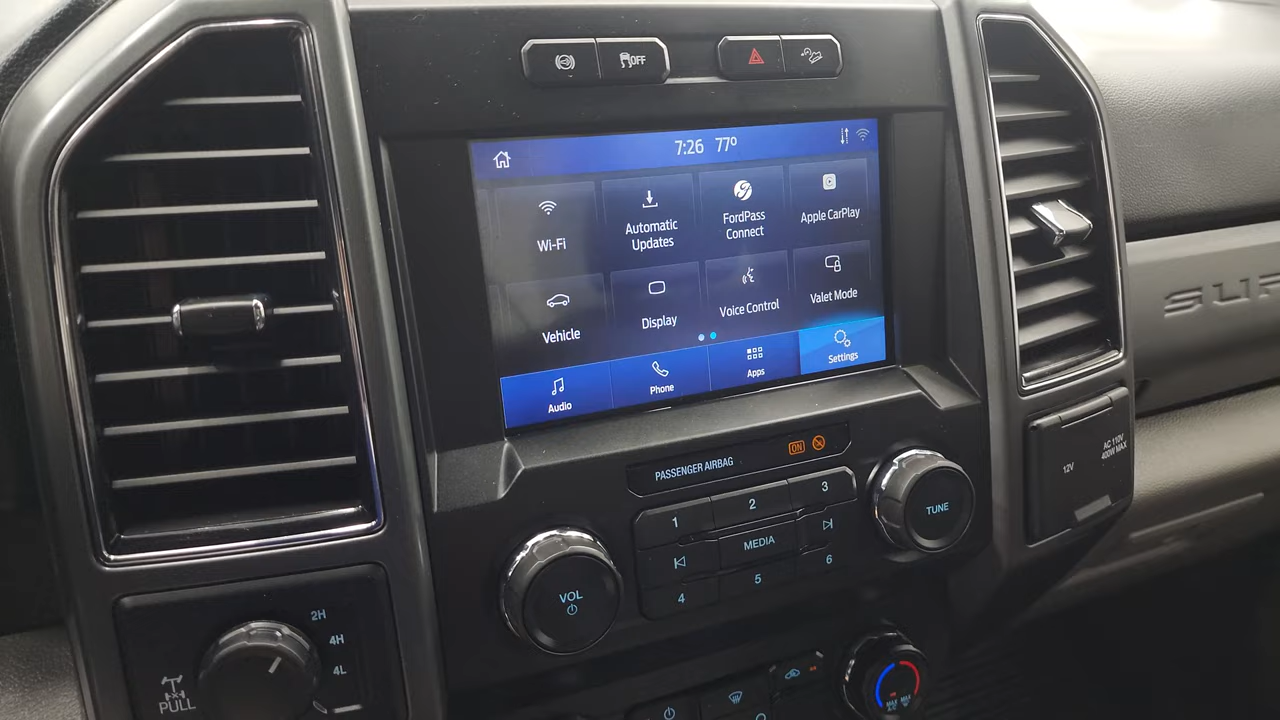 OFF
7:26 77°
Wi-Fi
Automatic
Updates
FordPass
Connect
Apple CarPlay
Vehicle
Display
Voice Control
Valet Mode
Audio
Phone
Apps
Settings
PASSENGER AIRBAG
ON
1
2
3
MEDIA
4
5
6
VOL
TUNE
12V
AC 110V
400W MAX
2H
4H
4L
PULL
MAX
A/C
MAX